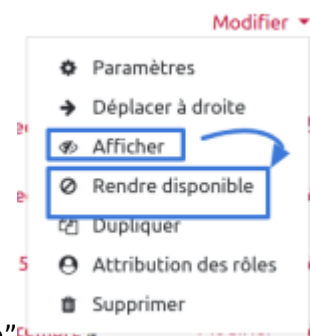 Modifier
Paramètres
Déplacer à droite
Afficher
Rendre disponible
Dupliquer
Attribution des rôles
Supprimer